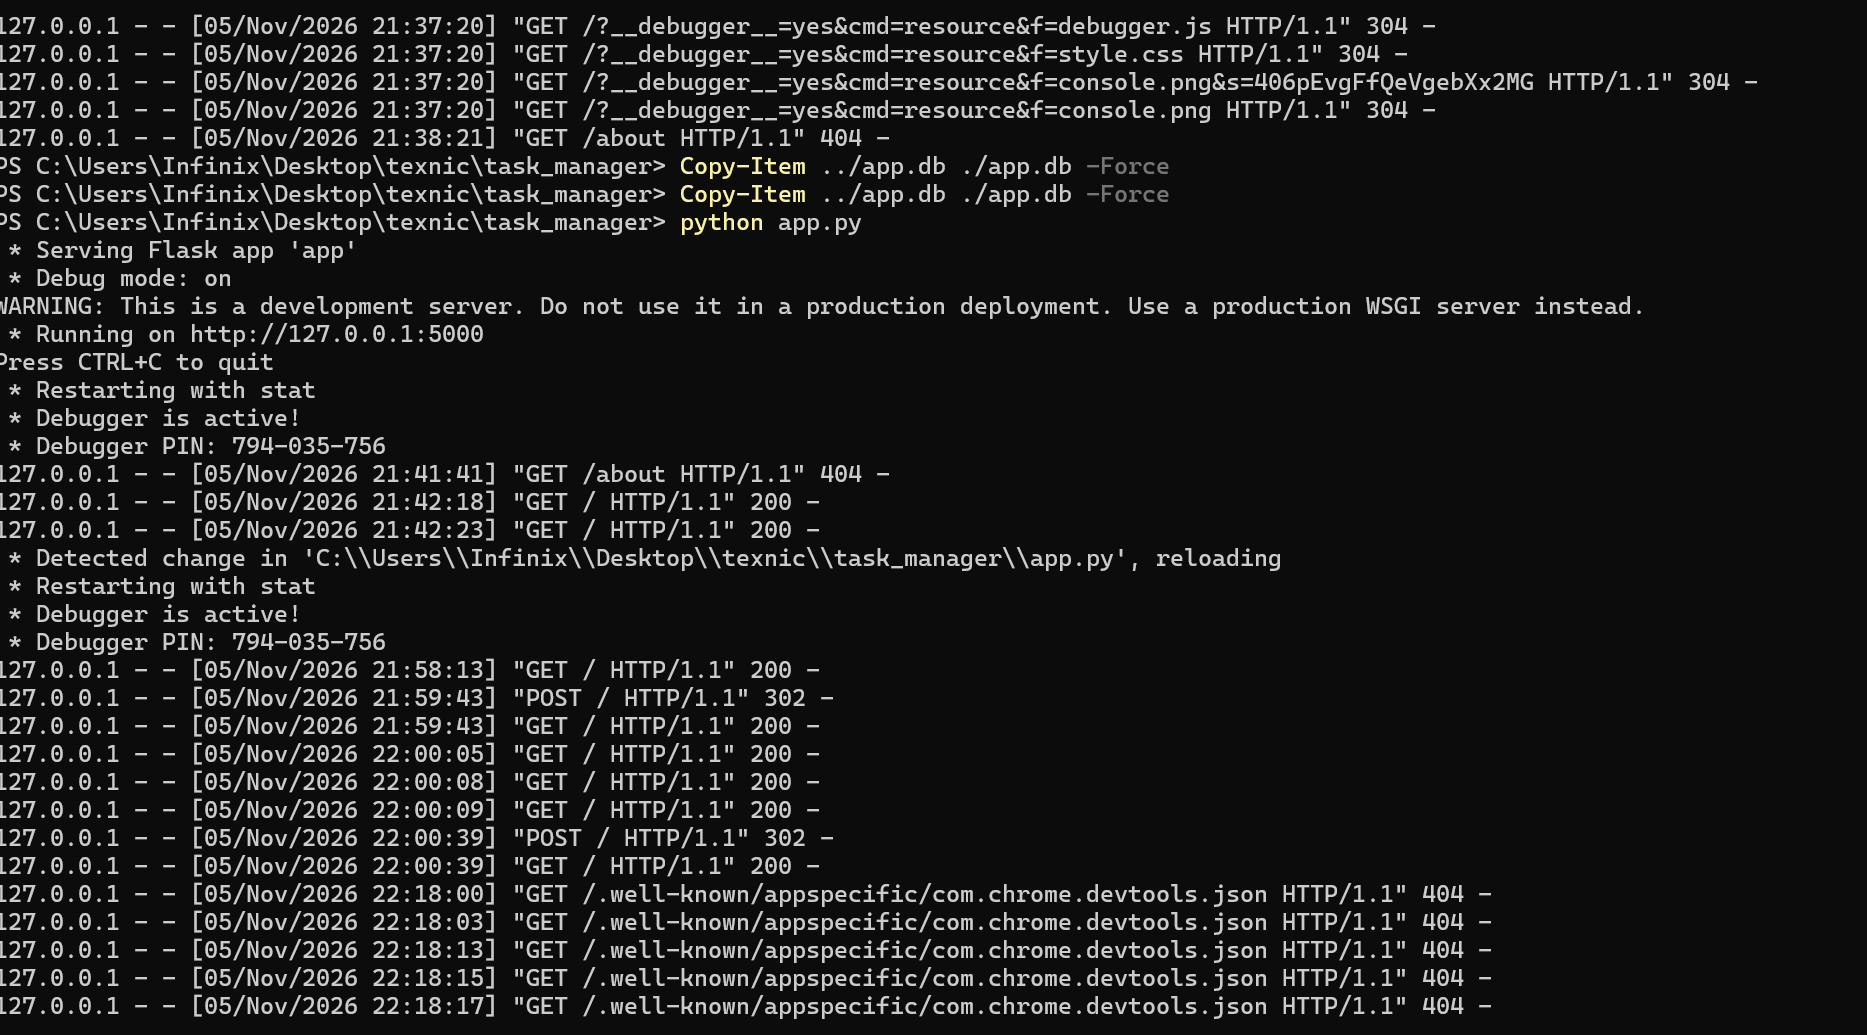 127.0.0.1 - - [05/Nov/2026 21:37:20] "GET /?__debugger__=yes&cmd=resource&f=debugger.js HTTP/1.1" 304 -
127.0.0.1 - - [05/Nov/2026 21:37:20] "GET /?__debugger__=yes&cmd=resource&f=style.css HTTP/1.1" 304 -
127.0.0.1 - - [05/Nov/2026 21:37:20] "GET /?__debugger__=yes&cmd=resource&f=console.png&s=406pEvgFfQeVgebXx2MG HTTP/1.1" 304 -
127.0.0.1 - - [05/Nov/2026 21:37:20] "GET /?__debugger__=yes&cmd=resource&f=console.png HTTP/1.1" 304 -
127.0.0.1 - - [05/Nov/2026 21:38:21] "GET /about HTTP/1.1" 404 -
PS C:\Users\Infinix\Desktop\texnic\task_manager> Copy-Item ../app.db ./app.db -Force
PS C:\Users\Infinix\Desktop\texnic\task_manager> Copy-Item ../app.db ./app.db -Force
PS C:\Users\Infinix\Desktop\texnic\task_manager> python app.py
* Serving Flask app 'app'
* Debug mode: on
WARNING: This is a development server. Do not use it in a production deployment. Use a production WSGI server instead.
* Running on http://127.0.0.1:5000
Press CTRL+C to quit
* Restarting with stat
* Debugger is active!
* Debugger PIN: 794-035-756
127.0.0.1 - - [05/Nov/2026 21:41:41] "GET /about HTTP/1.1" 404 -
127.0.0.1 - - [05/Nov/2026 21:42:18] "GET / HTTP/1.1" 200 -
127.0.0.1 - - [05/Nov/2026 21:42:23] "GET / HTTP/1.1" 200 -
* Detected change in 'C:\\Users\\Infinix\\Desktop\\texnic\\task_manager\\app.py', reloading
* Restarting with stat
* Debugger is active!
* Debugger PIN: 794-035-756
127.0.0.1 - - [05/Nov/2026 21:58:13] "GET / HTTP/1.1" 200 -
127.0.0.1 - - [05/Nov/2026 21:59:43] "POST / HTTP/1.1" 302 -
127.0.0.1 - - [05/Nov/2026 21:59:43] "GET / HTTP/1.1" 200 -
127.0.0.1 - - [05/Nov/2026 22:00:05] "GET / HTTP/1.1" 200 -
127.0.0.1 - - [05/Nov/2026 22:00:08] "GET / HTTP/1.1" 200 -
127.0.0.1 - - [05/Nov/2026 22:00:09] "GET / HTTP/1.1" 200 -
127.0.0.1 - - [05/Nov/2026 22:00:39] "POST / HTTP/1.1" 302 -
127.0.0.1 - - [05/Nov/2026 22:00:39] "GET / HTTP/1.1" 200 -
127.0.0.1 - - [05/Nov/2026 22:18:00] "GET /.well-known/appspecific/com.chrome.devtools.json HTTP/1.1" 404 -
127.0.0.1 - - [05/Nov/2026 22:18:03] "GET /.well-known/appspecific/com.chrome.devtools.json HTTP/1.1" 404 -
127.0.0.1 - - [05/Nov/2026 22:18:13] "GET /.well-known/appspecific/com.chrome.devtools.json HTTP/1.1" 404 -
127.0.0.1 - - [05/Nov/2026 22:18:15] "GET /.well-known/appspecific/com.chrome.devtools.json HTTP/1.1" 404 -
127.0.0.1 - - [05/Nov/2026 22:18:17] "GET /.well-known/appspecific/com.chrome.devtools.json HTTP/1.1" 404 -